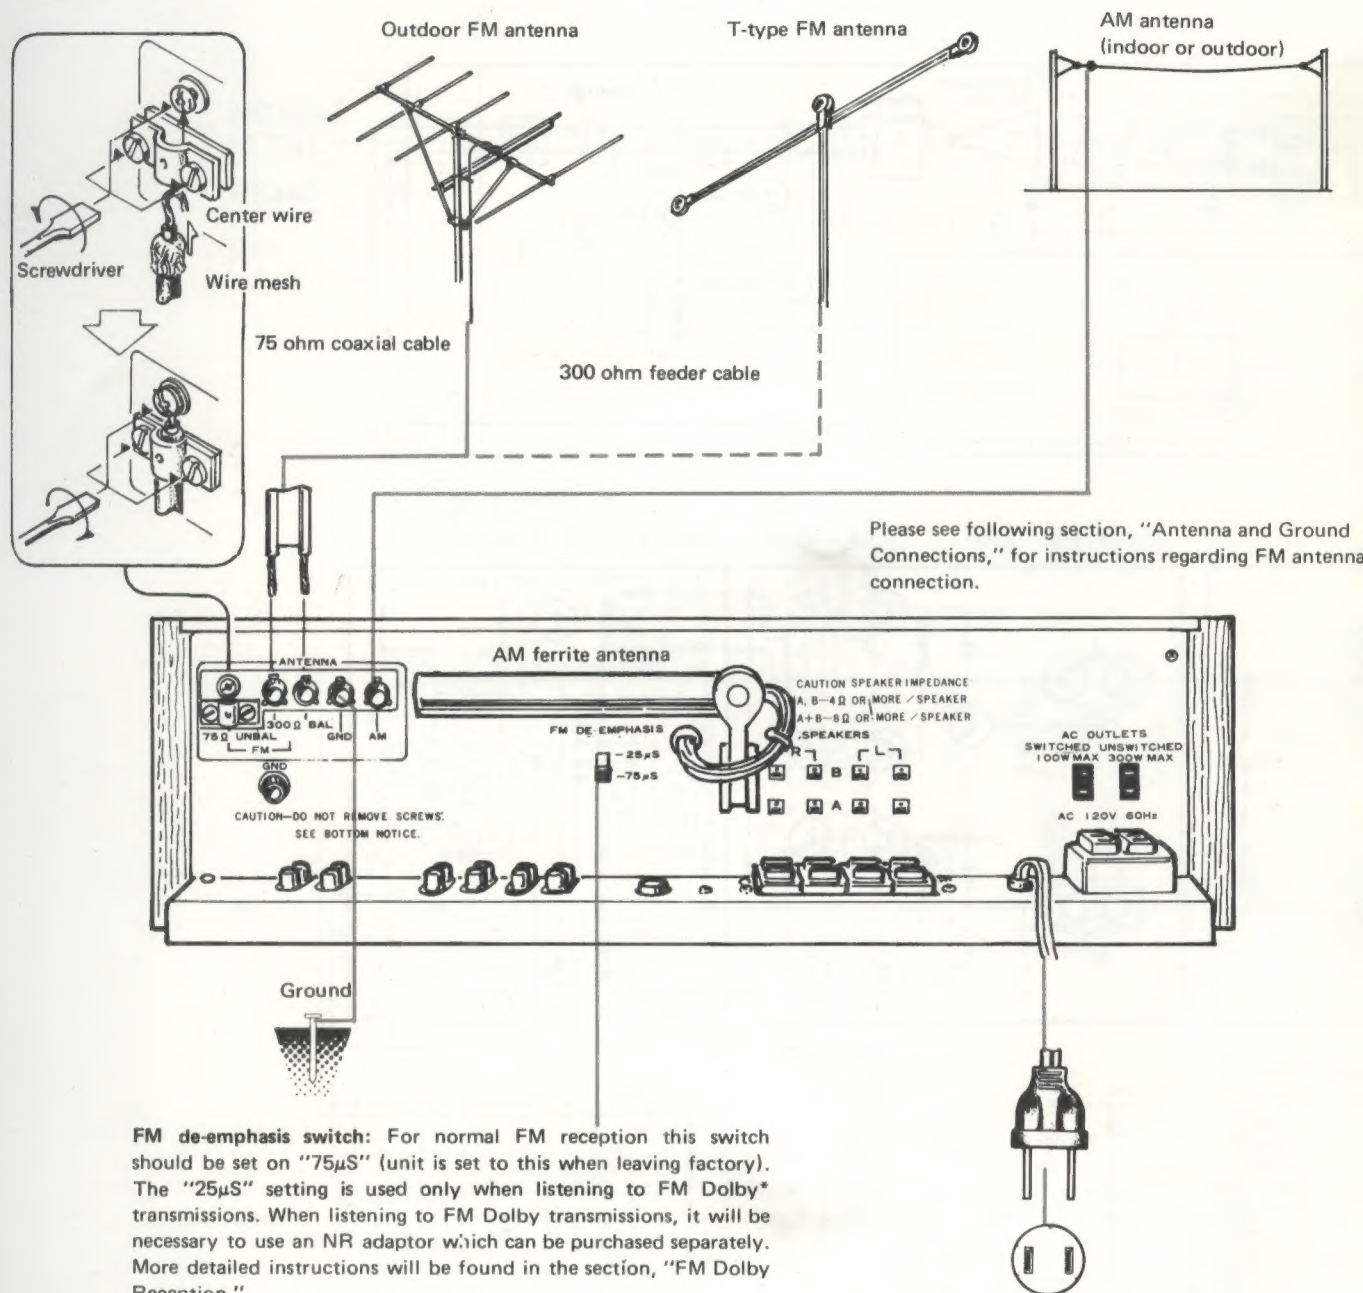 Outdoor FM antenna
T-type FM antenna
AM antenna
(indoor or outdoor)
Center wire
Screwdriver
Wire mesh
75 ohm coaxial cable
300 ohm feeder cable
Please see following section, "Antenna and Ground
Connections," for instructions regarding FM antenna
connection.
ANTENNA
75Ω UNBAL
300Ω BAL
GND
AM
FM
GND
CAUTION—DO NOT REMOVE SCREWS.
SEE BOTTOM NOTICE.
AM ferrite antenna
FM DE-EMPHASIS
–25µS
–75µS
CAUTION SPEAKER IMPEDANCE
A, B—4Ω OR MORE / SPEAKER
A+B—8Ω OR MORE / SPEAKER
SPEAKERS
R L
B
A
AC OUTLETS
SWITCHED UNSWITCHED
100W MAX 300W MAX
AC 120V 60Hz
Ground
FM de-emphasis switch: For normal FM reception this switch
should be set on "75µS" (unit is set to this when leaving factory).
The "25µS" setting is used only when listening to FM Dolby*
transmissions. When listening to FM Dolby transmissions, it will be
necessary to use an NR adaptor which can be purchased separately.
More detailed instructions will be found in the section, "FM Dolby
Reception."